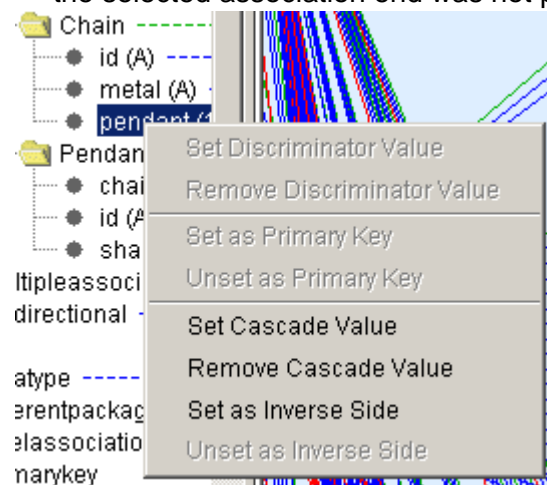 the selected association end was not p
Chain
id (A)
metal (A)
pendant (
Pendan
chai
id (A
sha
ltipleassoci
directional
atype
erentpackag
elassociatio
marykey
Set Discriminator Value
Remove Discriminator Value
Set as Primary Key
Unset as Primary Key
Set Cascade Value
Remove Cascade Value
Set as Inverse Side
Unset as Inverse Side